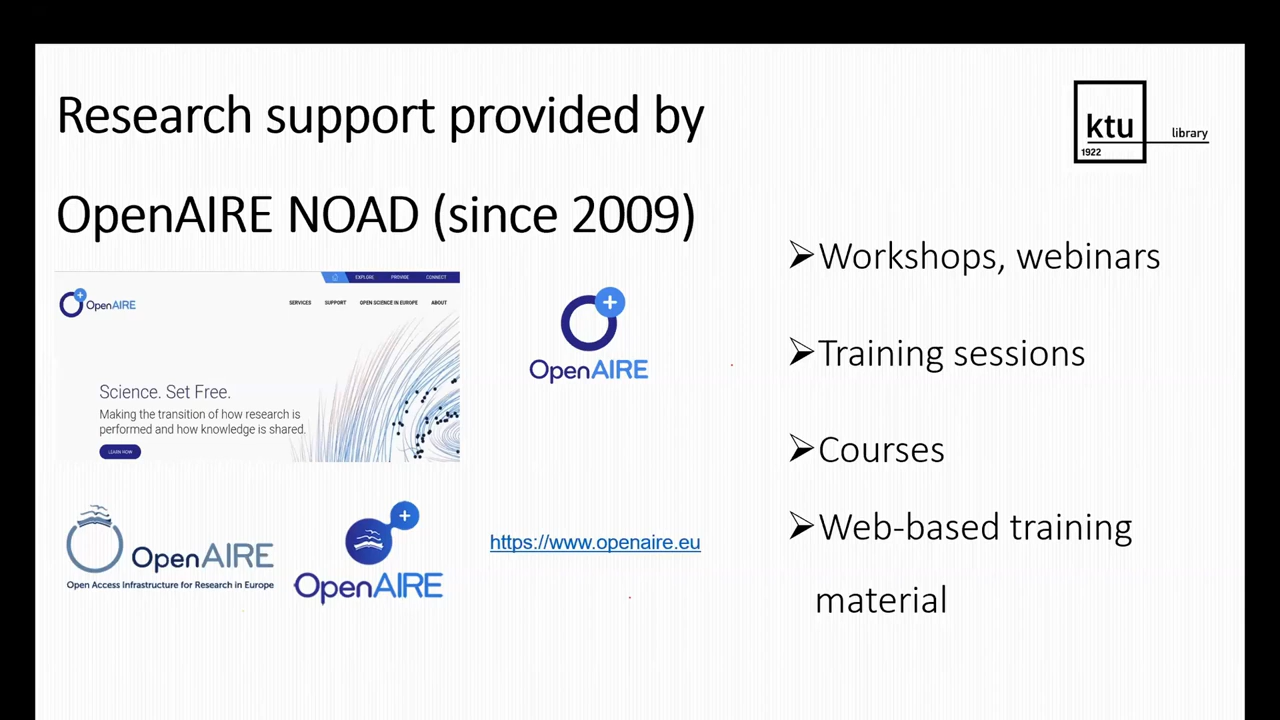 Research support provided by
OpenAIRE NOAD (since 2009)
ktu
library
1922
EXPLORE PROVIDE CONNECT
OpenAIRE
SERVICES SUPPORT OPEN SCIENCE IN EUROPE ABOUT
Science. Set Free.
Making the transition of how research is
performed and how knowledge is shared.
LEARN HOW
OpenAIRE
OpenAIRE
Open Access Infrastructure for Research in Europe
OpenAIRE
https://www.openaire.eu
➢Workshops, webinars
➢Training sessions
➢Courses
➢Web-based training
material